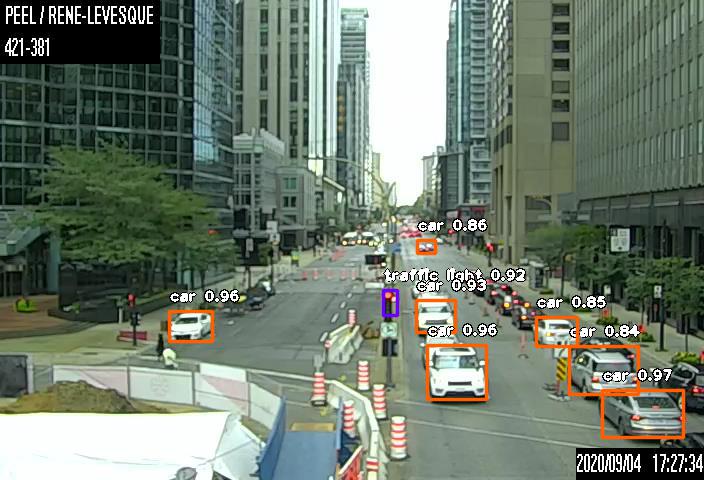 PEEL / RENE-LEVESQUE
421-381
car 0.86
traffic light 0.92
car 0.93
car 0.96
car 0.85
car 0.96
car 0.84
car 0.97
2020/09/04 17:27:34